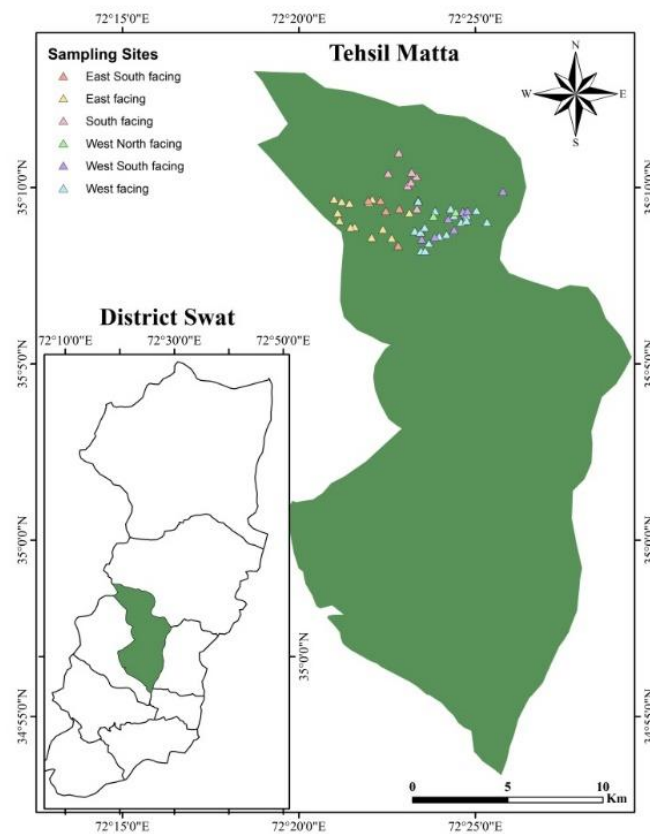 72°15'0"E 72°20'0"E 72°25'0"E
Sampling Sites
East South facing
East facing
South facing
West North facing
West South facing
West facing
Tehsil Matta
N
W E
S
35°10'0"N 35°10'0"N
35°5'0"N 35°5'0"N
35°0'0"N 35°0'0"N
34°55'0"N 34°55'0"N
District Swat
72°10'0"E 72°30'0"E 72°50'0"E
35°0'0"N
0 5 10
Km
72°15'0"E 72°20'0"E 72°25'0"E